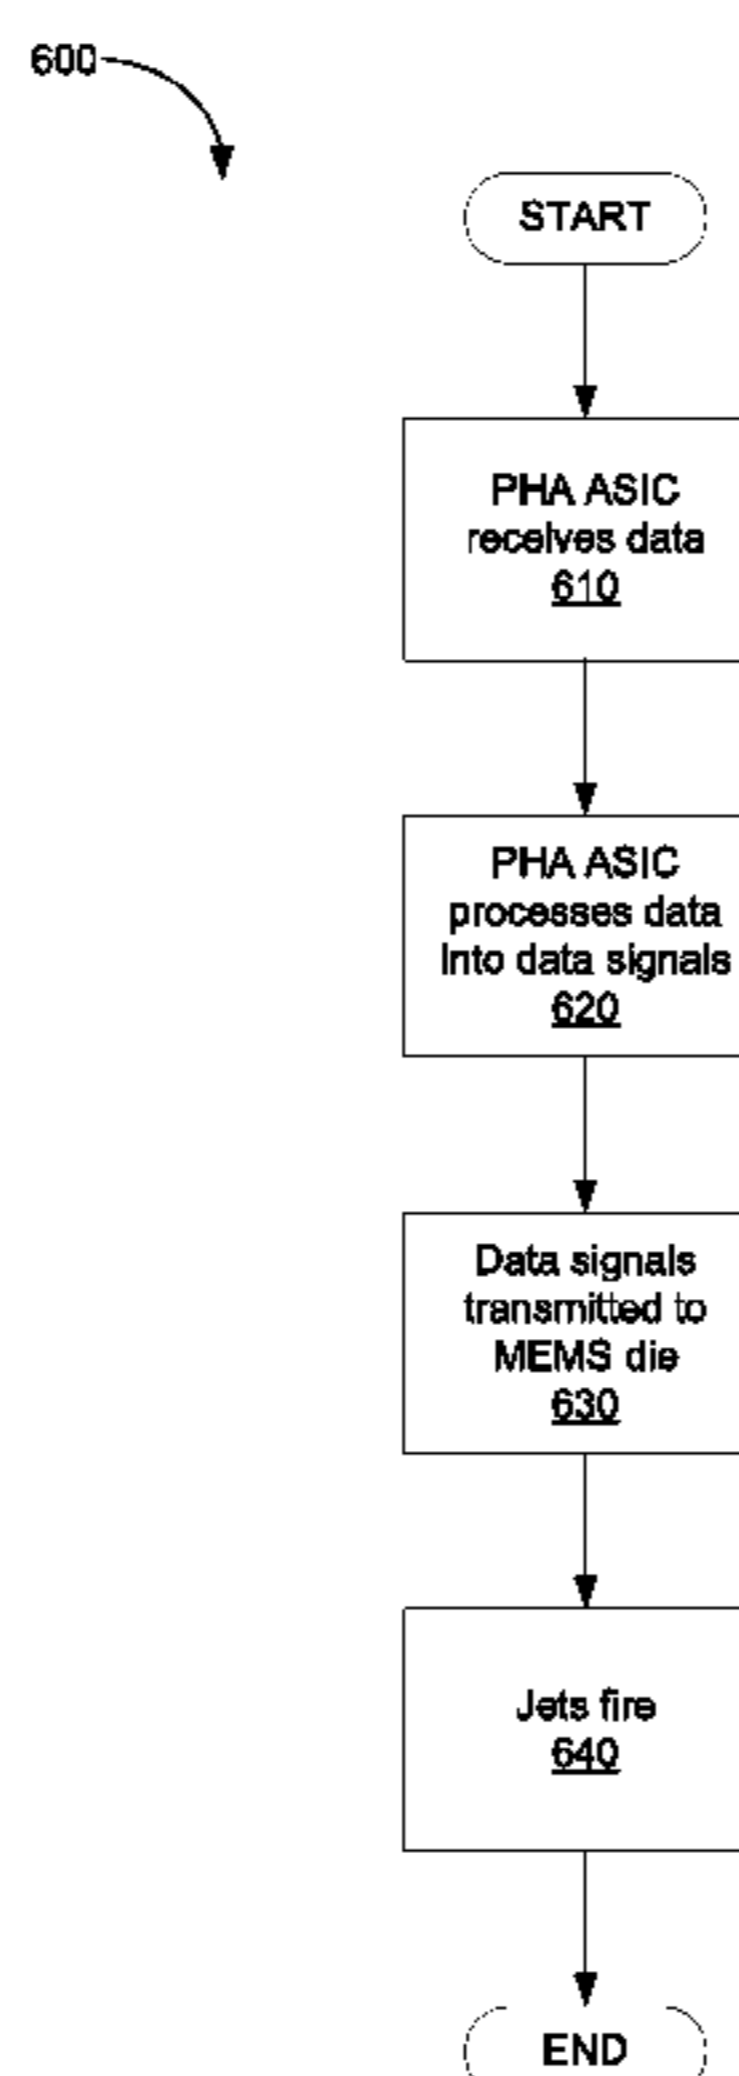 600
START
PHA ASIC
receives data
610
PHA ASIC
processes data
into data signals
620
Data signals
transmitted to
MEMS die
630
Jets fire
640
END